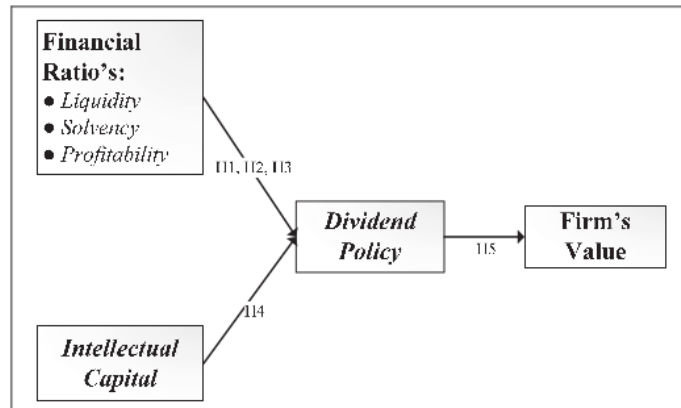 Financial
Ratio's:
● Liquidity
● Solvency
● Profitability
H1, H2, H3
Dividend
Policy
H5
Firm's
Value
H4
Intellectual
Capital